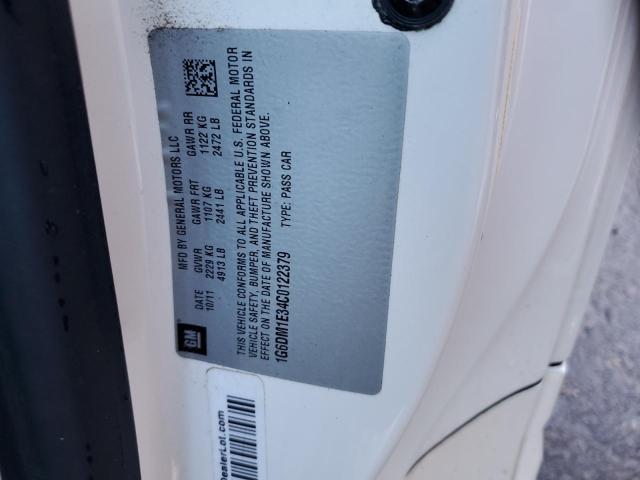 MFD BY GENERAL MOTORS LLC
DATE GVWR GAWR FRT GAWR RR
10/11 2229 KG 1107 KG 1122 KG
4913 LB 2441 LB 2472 LB
THIS VEHICLE CONFORMS TO ALL APPLICABLE U.S. FEDERAL MOTOR
VEHICLE SAFETY, BUMPER, AND THEFT PREVENTION STANDARDS IN
EFFECT ON THE DATE OF MANUFACTURE SHOWN ABOVE.
1G6DM1E34C0122379 TYPE: PASS CAR
GM
DealerLot.com